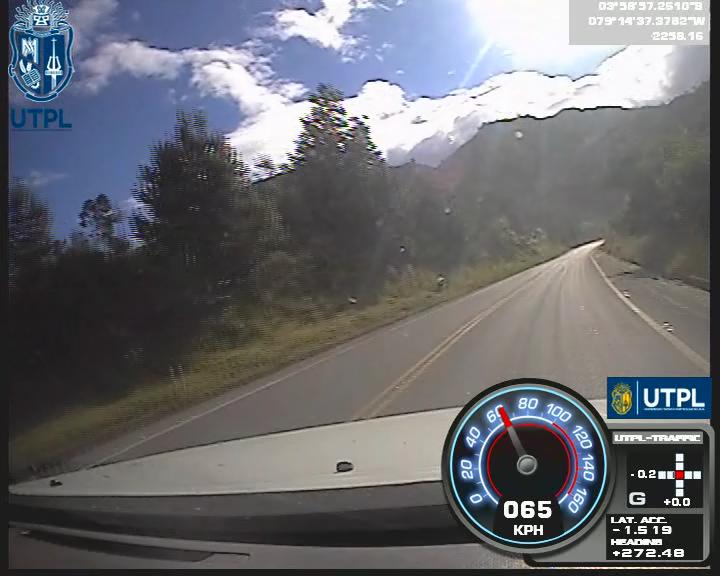 03°58'57.2510"S
079°14'37.3782"W
2258.16
UTPL
UTPL
UTPL-TRAFFIC
0 20 40 60 80 100 120 140 160
065
KPH
-0.2
G +0.0
LAT. ACC.
-1.519
HEADING
+272.48